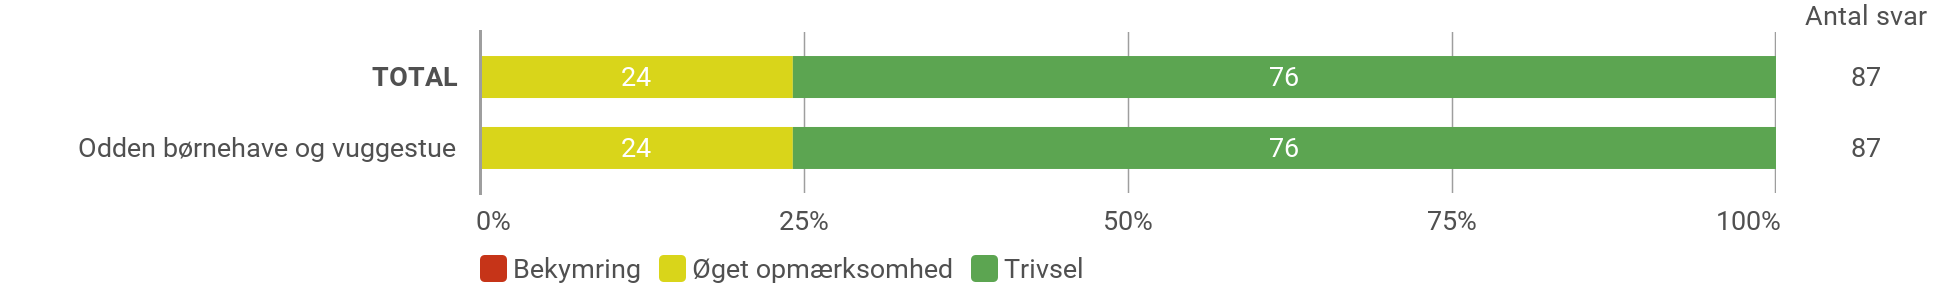 Antal svar
TOTAL 24 76 87
Odden børnehave og vuggestue 24 76 87
0% 25% 50% 75% 100%
Bekymring Øget opmærksomhed Trivsel